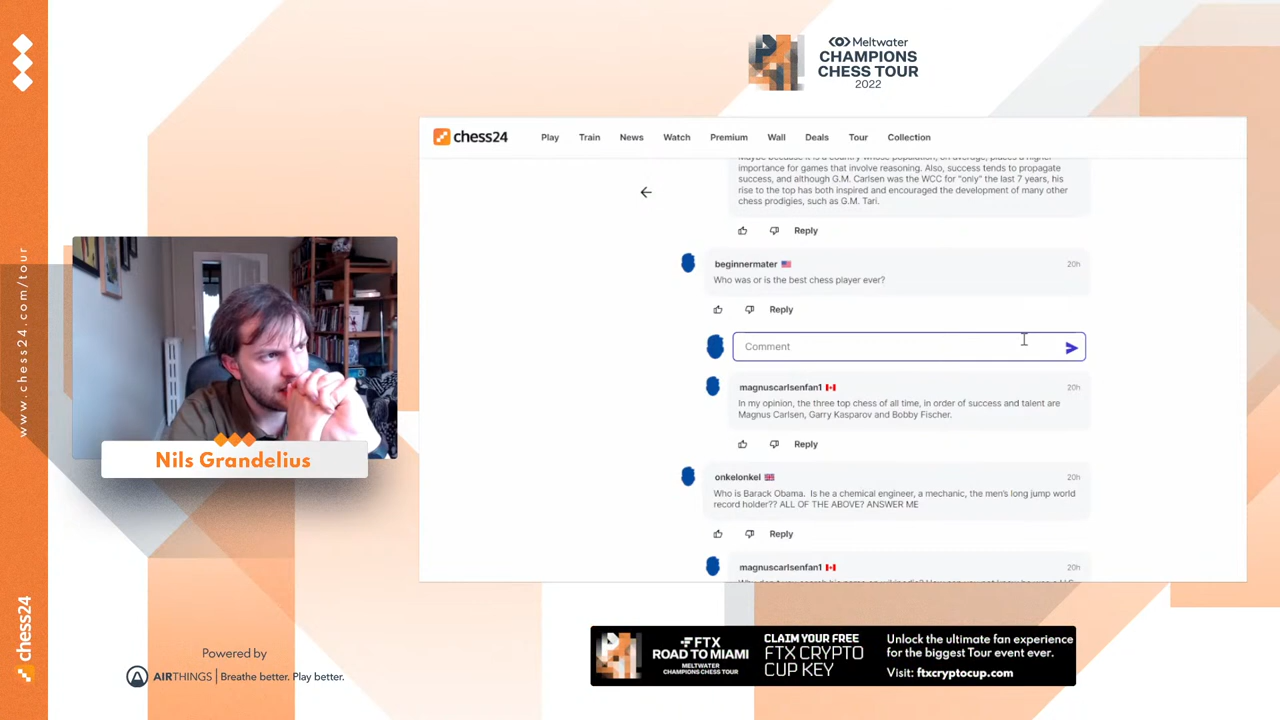 Meltwater
CHAMPIONS
CHESS TOUR
2022
www.chess24.com/tour
chess24
chess24
Play
Train
News
Watch
Premium
Wall
Deals
Tour
Collection
importance for games that involve reasoning. Also, success tends to propagate
success, and although G.M. Carlsen was the WCC for "only" the last 7 years, his
rise to the top has both inspired and encouraged the development of many other
chess prodigies, such as G.M. Tari.
Reply
beginnermater
20h
Who was or is the best chess player ever?
Reply
Comment
magnuscarlsenfan1
20h
In my opinion, the three top chess of all time, in order of success and talent are
Magnus Carlsen, Garry Kasparov and Bobby Fischer.
Reply
onkelonkel
20h
Who is Barack Obama. Is he a chemical engineer, a mechanic, the men's long jump world
record holder?? ALL OF THE ABOVE? ANSWER ME
Reply
magnuscarlsenfan1
20h
Nils Grandelius
Powered by
AIRTHINGS | Breathe better. Play better.
FTX
ROAD TO MIAMI
MELTWATER
CHAMPIONS CHESS TOUR
CLAIM YOUR FREE
FTX CRYPTO
CUP KEY
Unlock the ultimate fan experience
for the biggest Tour event ever.
Visit: ftxcryptocup.com